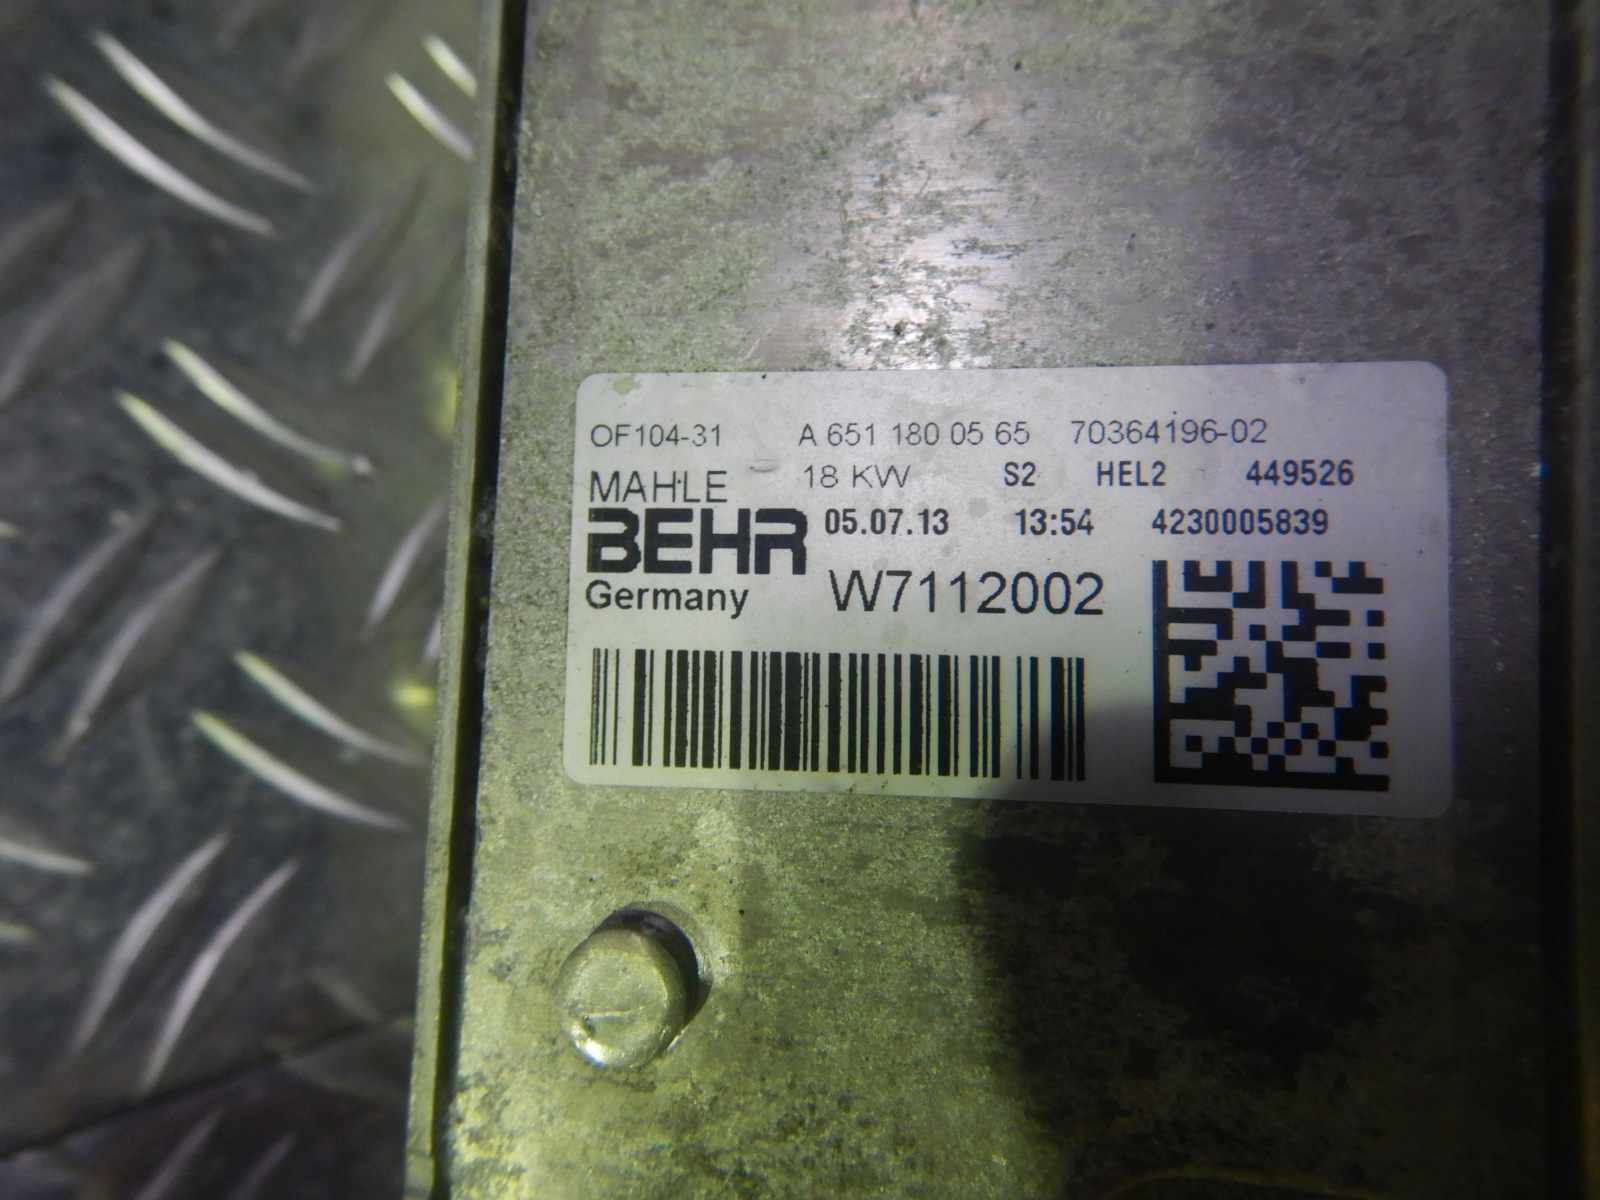 OF104-31 A 651 180 05 65 70364196-02
MAHLE 18 KW S2 HEL2 449526
BEHR 05.07.13 13:54 4230005839
Germany W7112002